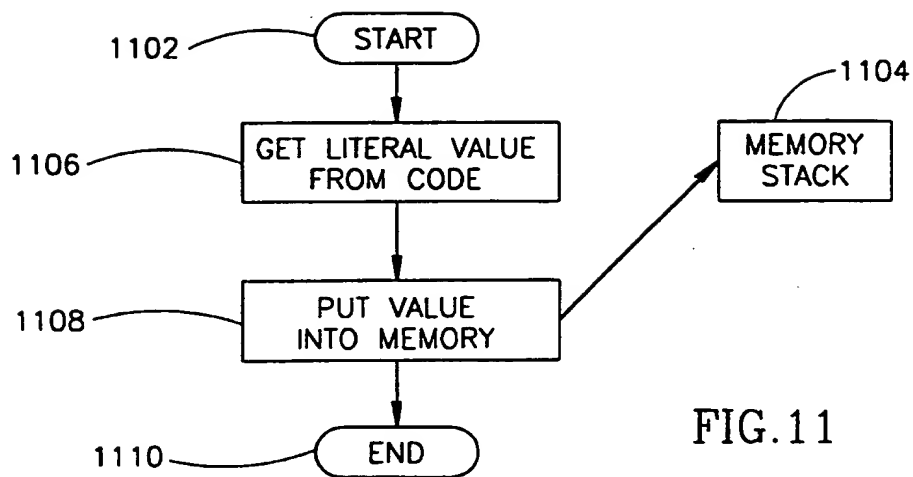 1102
START
1104
1106
GET LITERAL VALUE
FROM CODE
MEMORY
STACK
1108
PUT VALUE
INTO MEMORY
1110
END
FIG.11